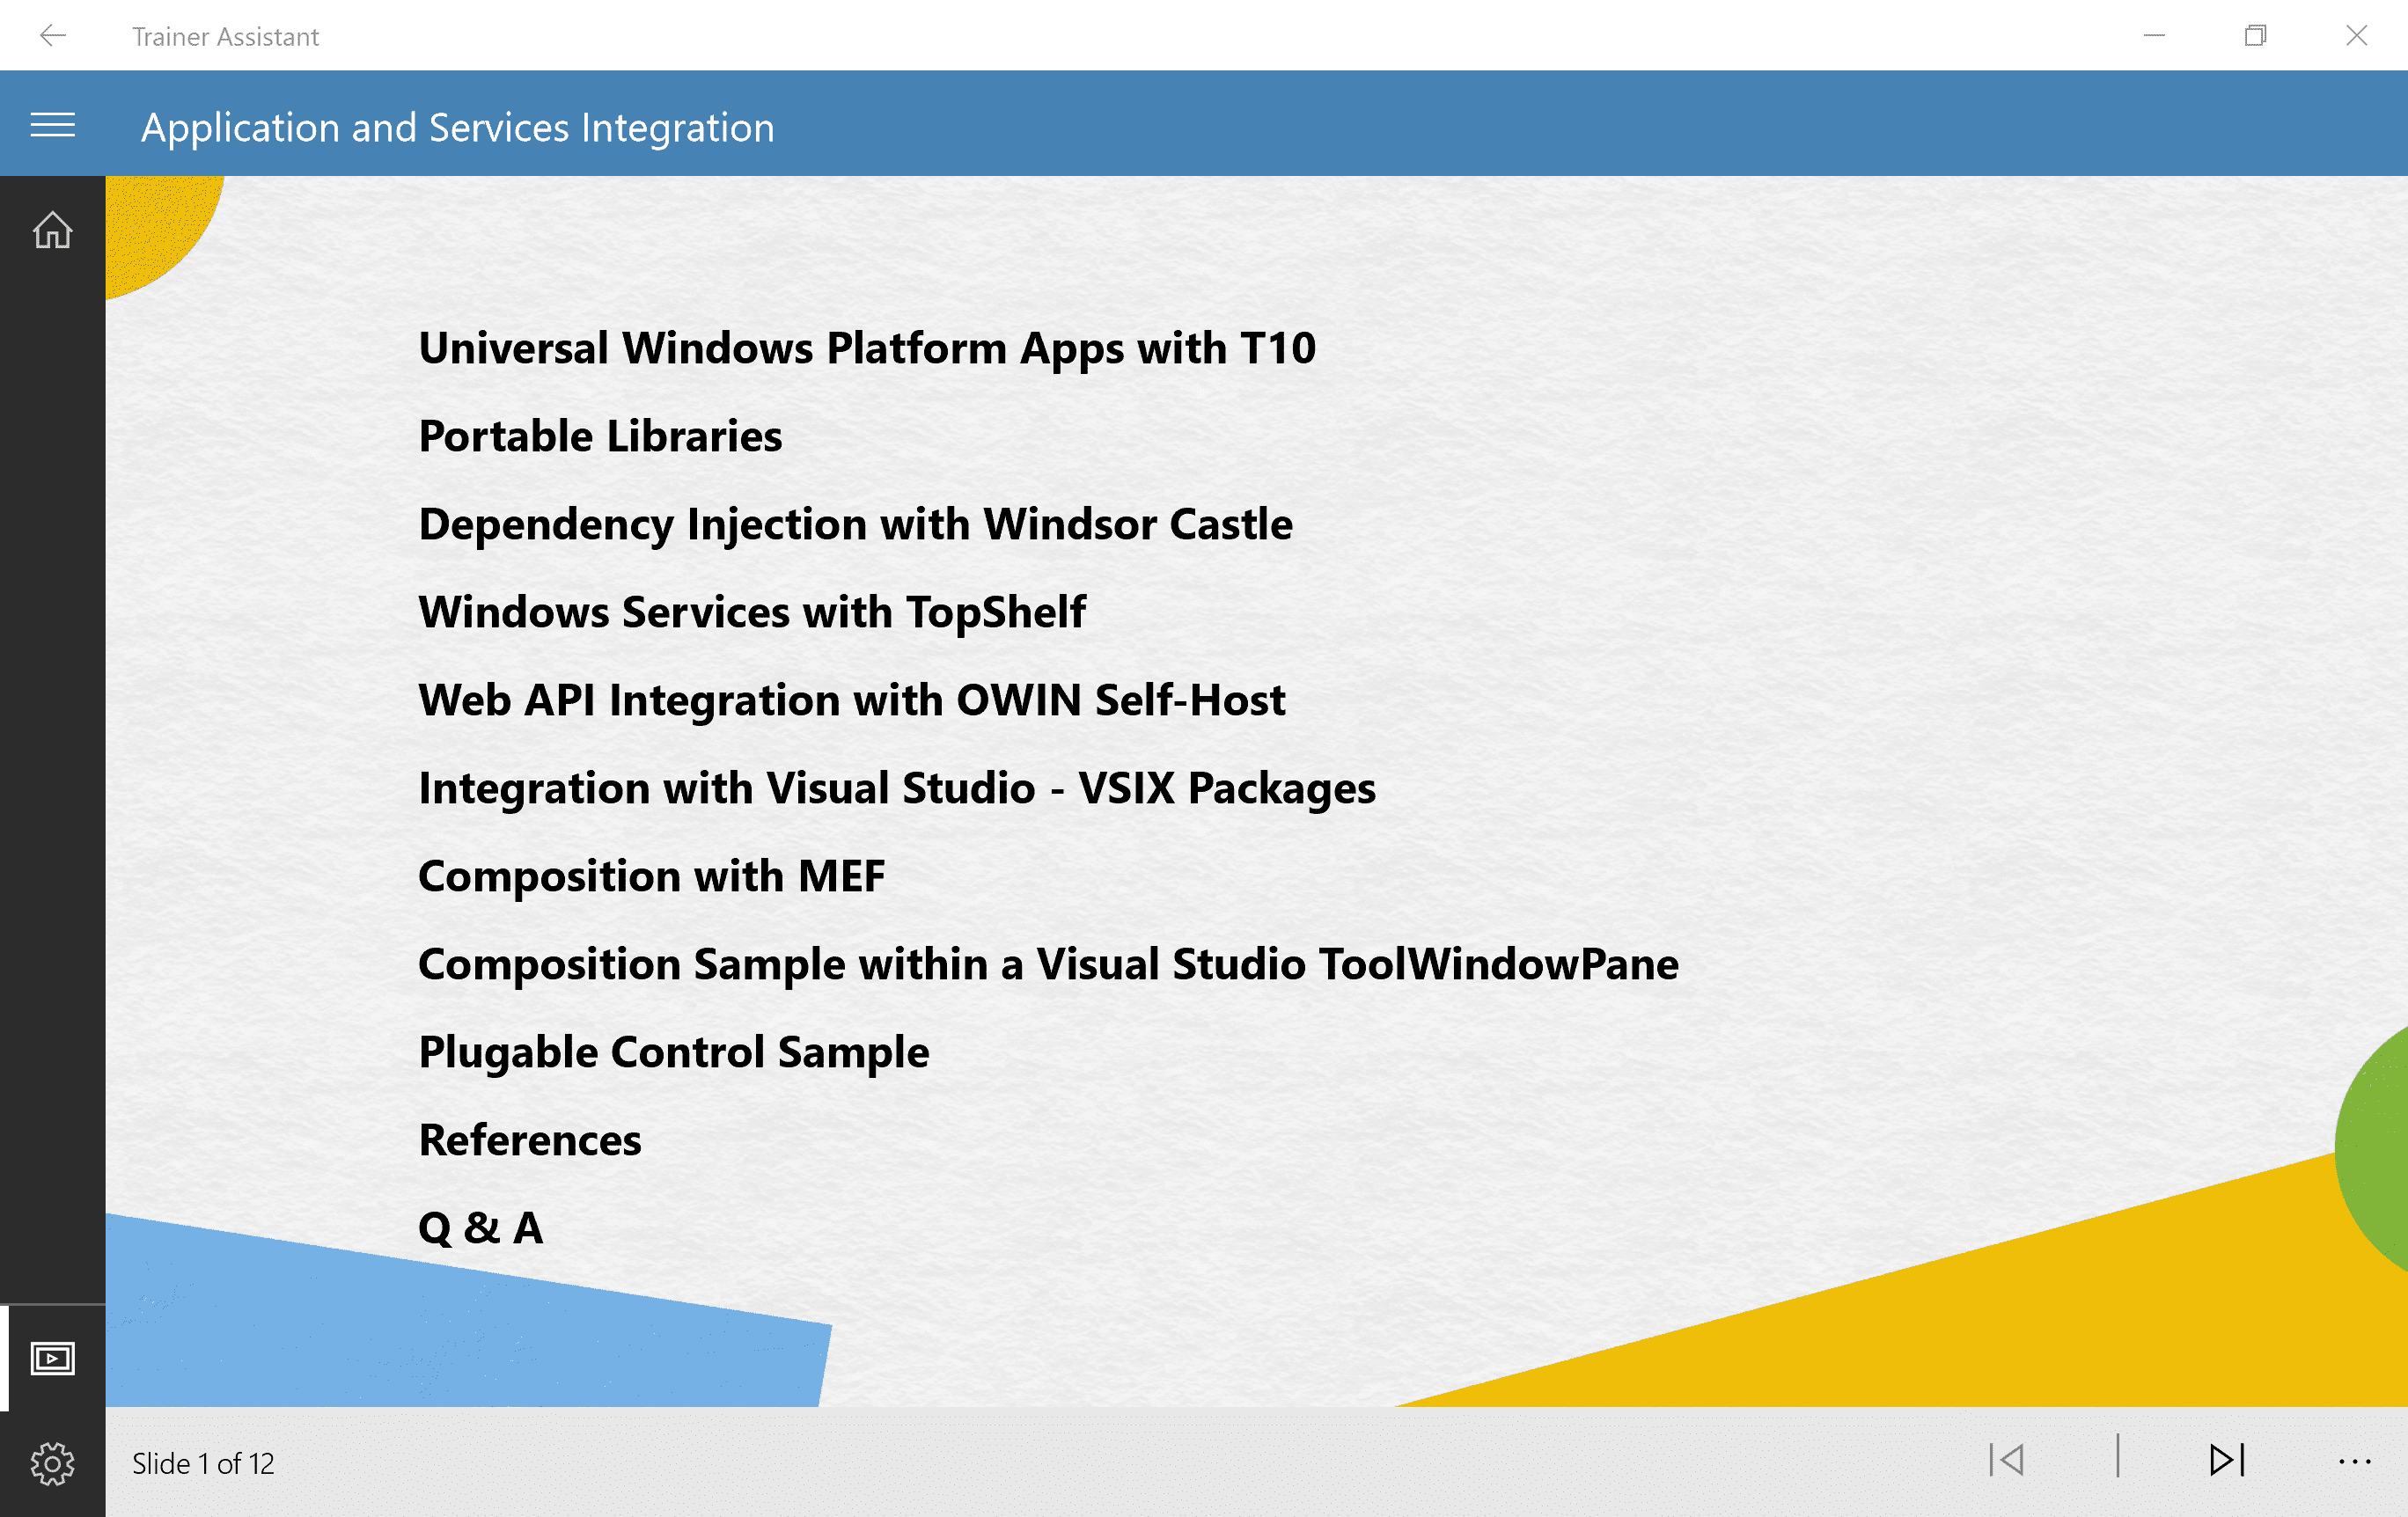 Trainer Assistant
Application and Services Integration
Universal Windows Platform Apps with T10
Portable Libraries
Dependency Injection with Windsor Castle
Windows Services with TopShelf
Web API Integration with OWIN Self-Host
Integration with Visual Studio - VSIX Packages
Composition with MEF
Composition Sample within a Visual Studio ToolWindowPane
Plugable Control Sample
References
Q & A
Slide 1 of 12